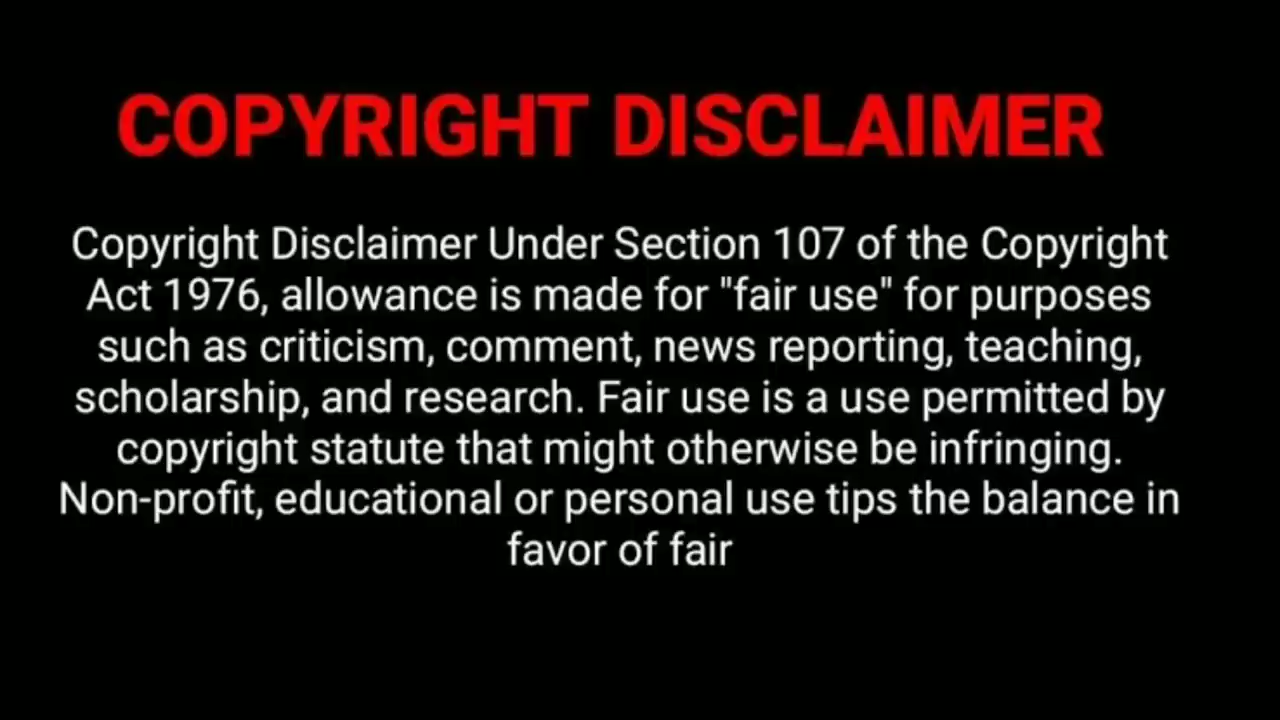 COPYRIGHT DISCLAIMER
Copyright Disclaimer Under Section 107 of the Copyright
Act 1976, allowance is made for "fair use" for purposes
such as criticism, comment, news reporting, teaching,
scholarship, and research. Fair use is a use permitted by
copyright statute that might otherwise be infringing.
Non-profit, educational or personal use tips the balance in
favor of fair